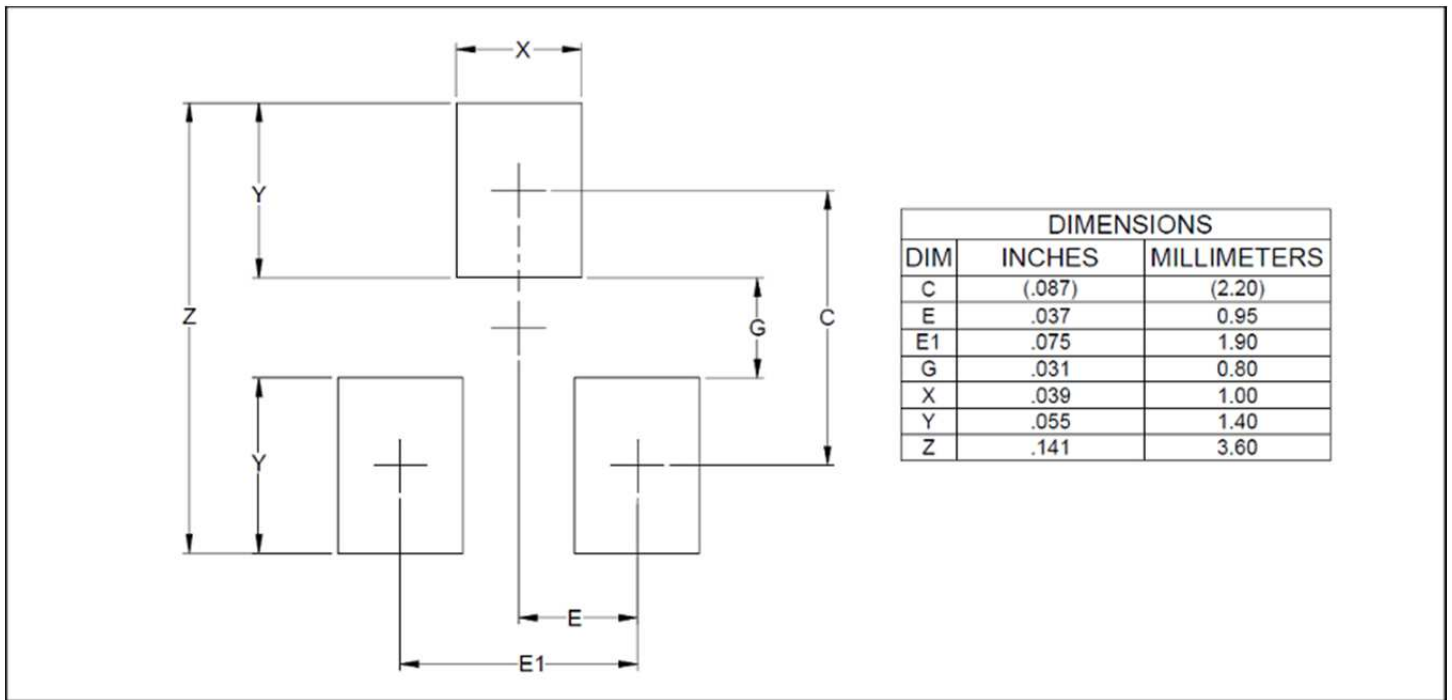 X
Y
Z
G
C
Y
E
E1
DIMENSIONS
DIM INCHES MILLIMETERS
C (.087) (2.20)
E .037 0.95
E1 .075 1.90
G .031 0.80
X .039 1.00
Y .055 1.40
Z .141 3.60